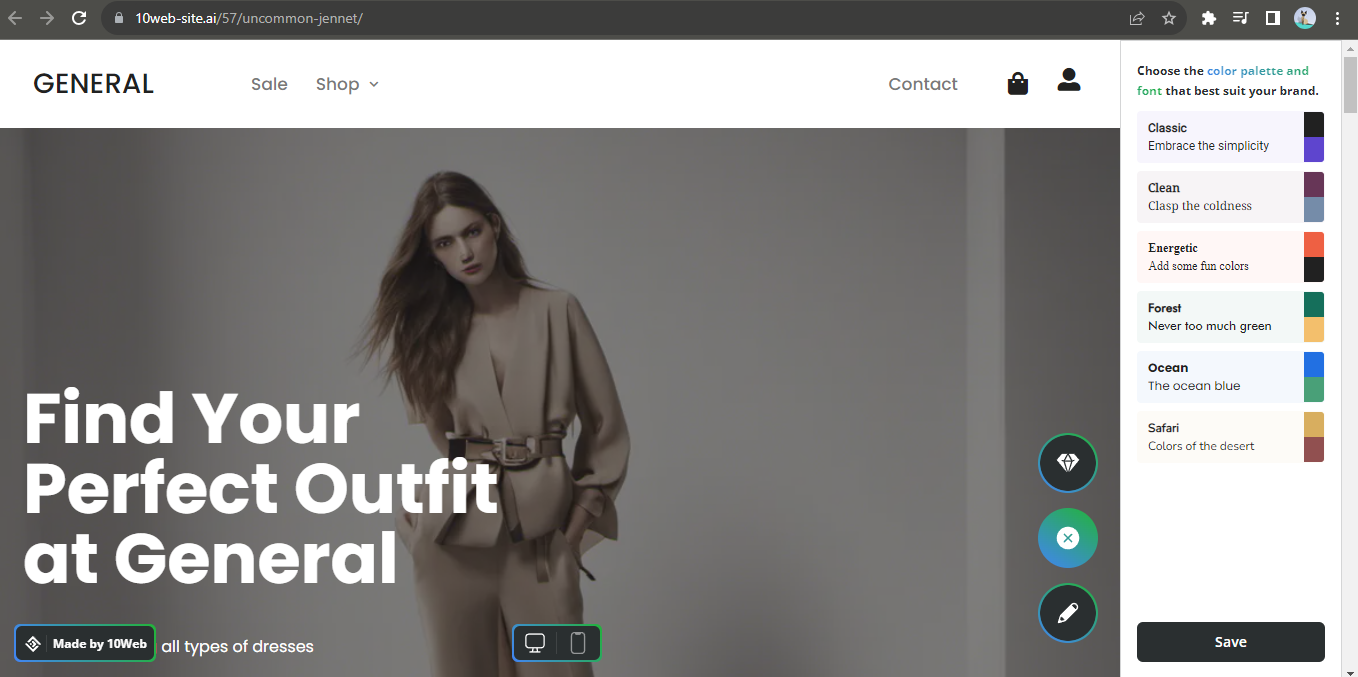 10web-site.ai/57/uncommon-jennet/
GENERAL
Sale
Shop
Contact
Find Your
Perfect Outfit
at General
Made by 10Web
all types of dresses
Choose the color palette and
font that best suit your brand.
Classic
Embrace the simplicity
Clean
Clasp the coldness
Energetic
Add some fun colors
Forest
Never too much green
Ocean
The ocean blue
Safari
Colors of the desert
Save